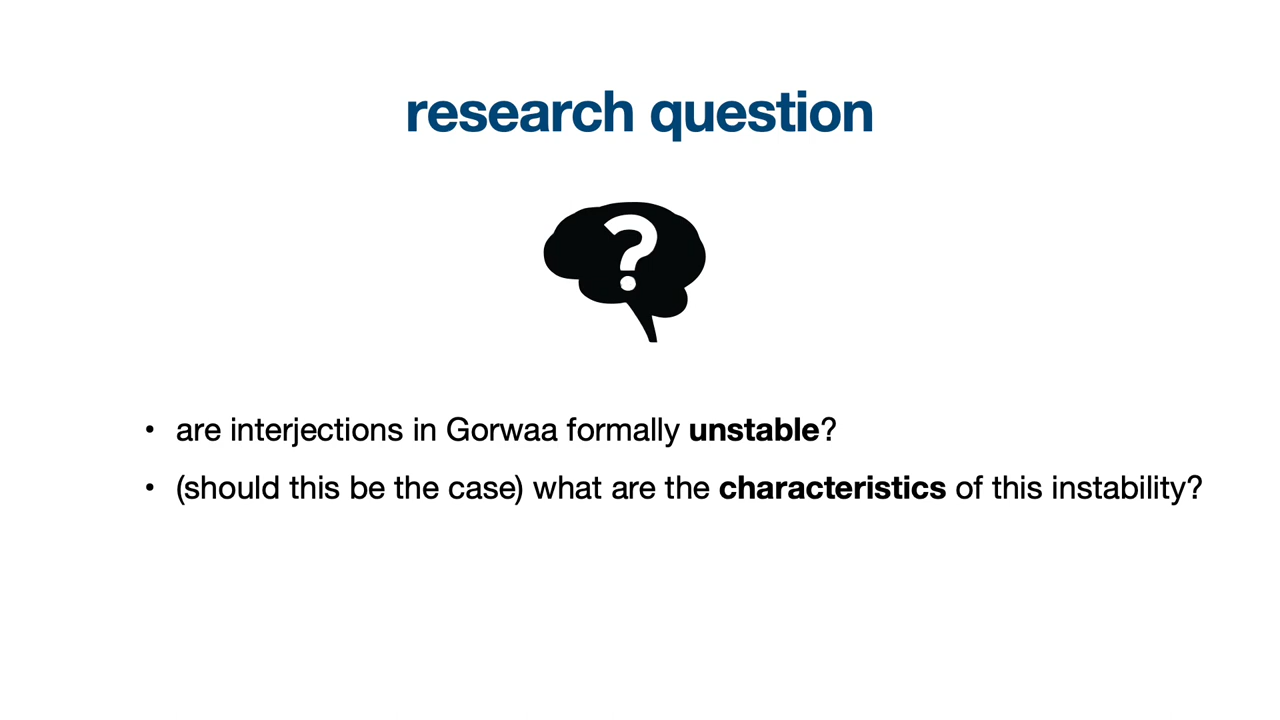 research question
?
• are interjections in Gorwaa formally unstable?
• (should this be the case) what are the characteristics of this instability?